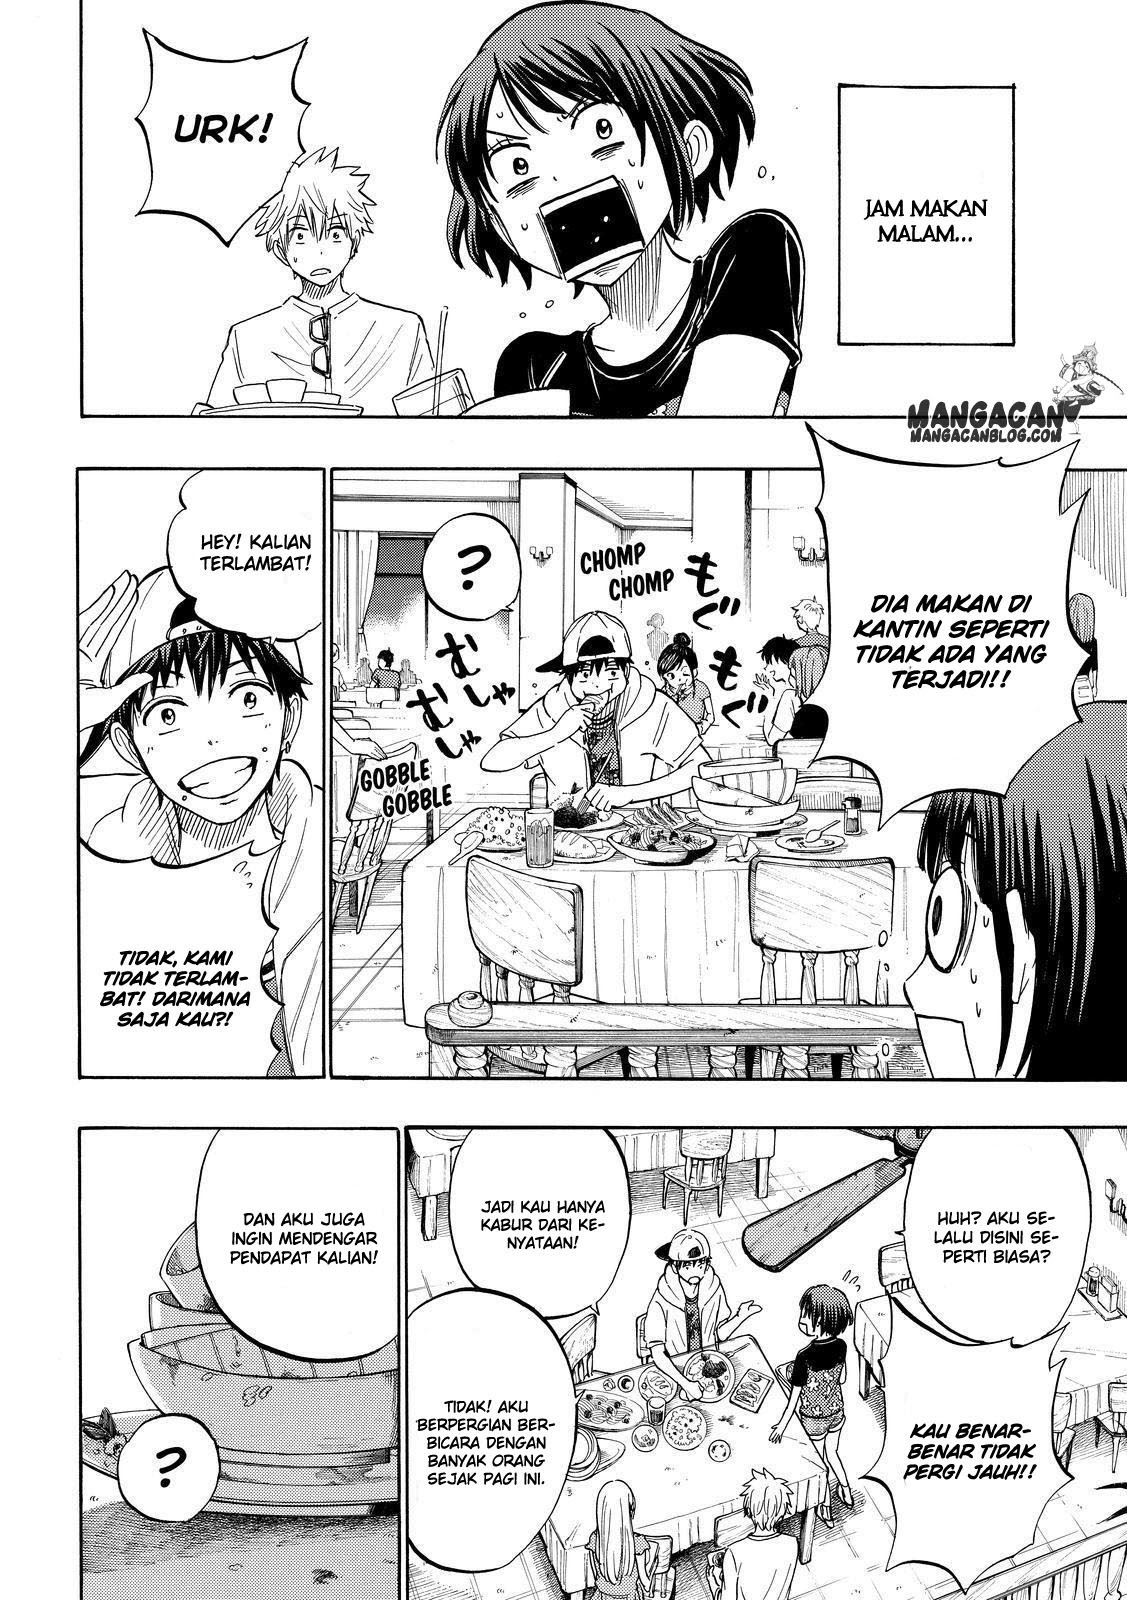 JAM MAKAN
MALAM...
URK!
MANGACAN
MANGACANBLOG.COM
DIA MAKAN DI
KANTIN SEPERTI
TIDAK ADA YANG
TERJADI!!
CHOMP
CHOMP
もぐ
もぐ
?
むしゃ
むしゃ
GOBBLE
GOBBLE
HEY! KALIAN
TERLAMBAT!
TIDAK, KAMI
TIDAK TERLAM-
BAT! DARIMANA
SAJA KAU?!
HUH? AKU SE-
LALU DISINI SE-
PERTI BIASA?
KAU BENAR-
BENAR TIDAK
PERGI JAUH!!
JADI KAU HANYA
KABUR DARI KE-
NYATAAN!
TIDAK! AKU
BERPERGIAN BER-
BICARA DENGAN
BANYAK ORANG
SEJAK PAGI INI.
DAN AKU JUGA
INGIN MENDENGAR
PENDAPAT KALIAN!
?